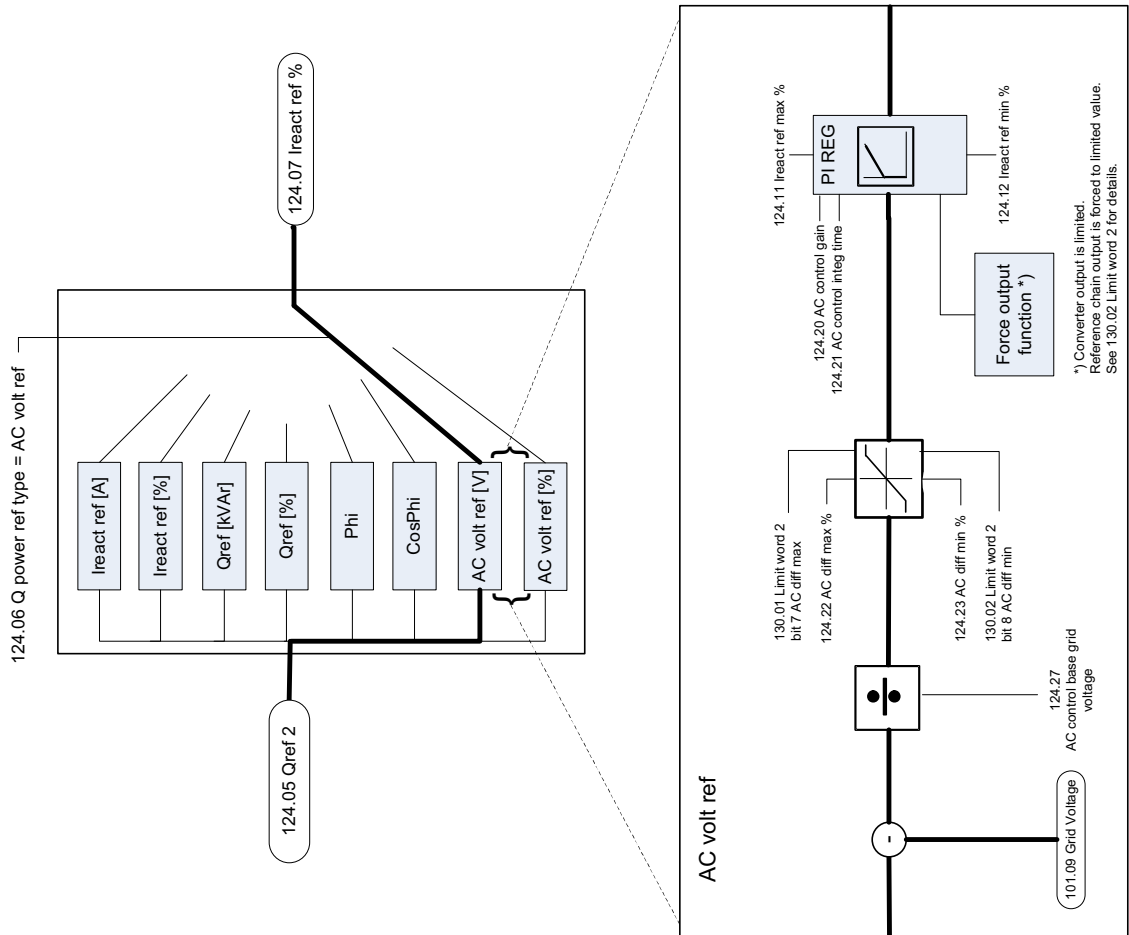 124.06 Q power ref type = AC volt ref
124.05 Qref 2
Ireact ref [A]
Ireact ref [%]
Qref [kVAr]
Qref [%]
Phi
CosPhi
AC volt ref [V]
AC volt ref [%]
124.07 Ireact ref %
AC volt ref
101.09 Grid Voltage
-
124.27
AC control base grid
voltage
130.01 Limit word 2
bit 7 AC diff max
124.22 AC diff max %
124.23 AC diff min %
130.02 Limit word 2
bit 8 AC diff min
124.20 AC control gain
124.21 AC control integ time
124.11 Ireact ref max %
PI REG
124.12 Ireact ref min %
Force output
function *)
*) Converter output is limited.
Reference chain output is forced to limited value.
See 130.02 Limit word 2 for details.